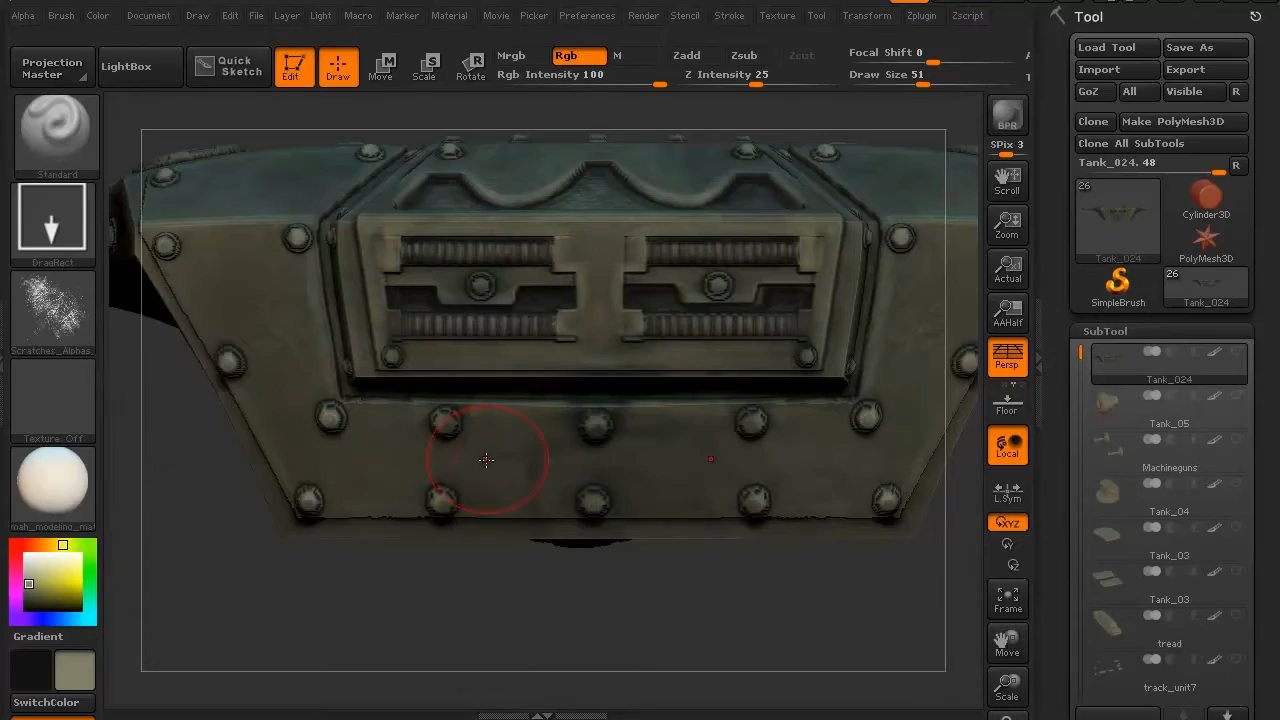 Alpha Brush Color Document Draw Edit File Layer Light Macro Marker Material Movie Picker Preferences Render Stencil Stroke Texture Tool Transform Zplugin Zscript
Projection Master
LightBox
Quick Sketch
Edit
Draw
Move
Scale
Rotate
Mrgb
Rgb
M
Rgb Intensity 100
Zadd
Zsub
Zcut
Z Intensity 25
Focal Shift 0
Draw Size 51
Standard
DragRect
Scratches_Alphas_
Texture Off
Gradient
SwitchColor
BPR
SPix 3
Scroll
Zoom
Actual
AAHalf
Persp
Floor
Local
L.Sym
XYZ
Frame
Move
Scale
Tool
Load Tool
Save As
Import
Export
GoZ
All
Visible
R
Clone
Make PolyMesh3D
Clone All SubTools
Tank_024. 48
R
26
Tank_024
Cylinder3D
PolyMesh3D
SimpleBrush
26
Tank_024
SubTool
Tank_024
Tank_05
Machineguns
Tank_04
Tank_03
Tank_03
tread
track_unit7